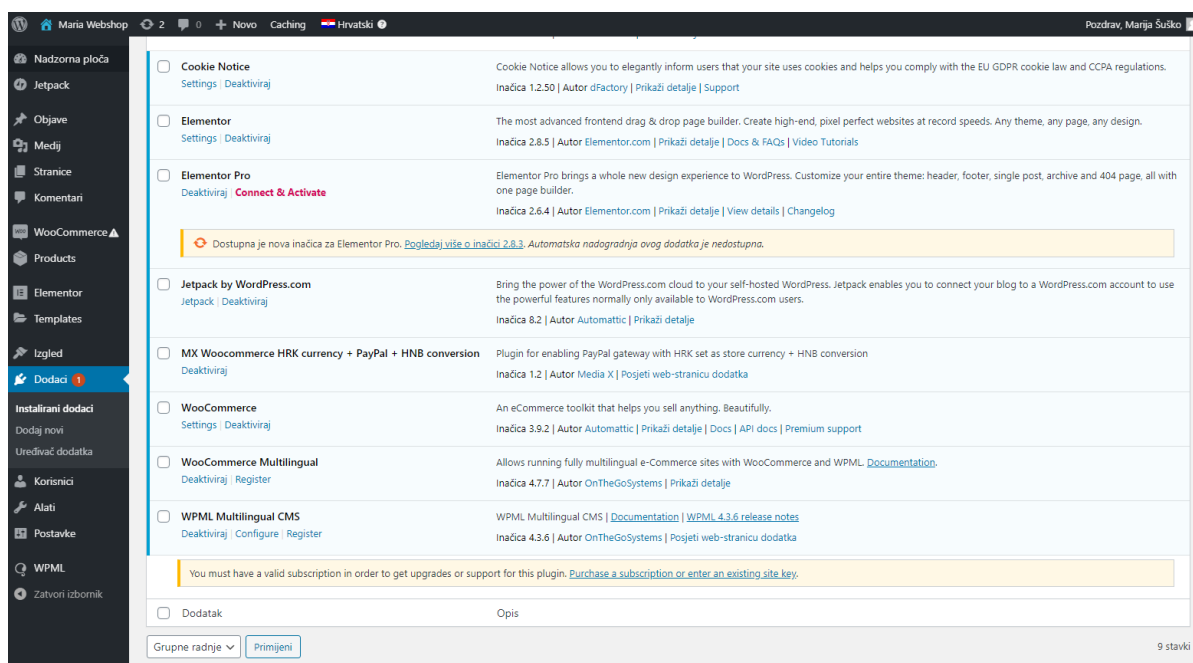 Maria Webshop 2 0 + Novo Caching Hrvatski Pozdrav, Marija Šuško
Nadzorna ploča
Jetpack
Objave
Medij
Stranice
Komentari
WooCommerce
Products
Elementor
Templates
Izgled
Dodaci 1
Instalirani dodaci
Dodaj novi
Uređivač dodatka
Korisnici
Alati
Postavke
WPML
Zatvori izbornik
Cookie Notice
Settings | Deaktiviraj
Cookie Notice allows you to elegantly inform users that your site uses cookies and helps you comply with the EU GDPR cookie law and CCPA regulations.
Inačica 1.2.50 | Autor dFactory | Prikaži detalje | Support
Elementor
Settings | Deaktiviraj
The most advanced frontend drag & drop page builder. Create high-end, pixel perfect websites at record speeds. Any theme, any page, any design.
Inačica 2.8.5 | Autor Elementor.com | Prikaži detalje | Docs & FAQs | Video Tutorials
Elementor Pro
Deaktiviraj | Connect & Activate
Elementor Pro brings a whole new design experience to WordPress. Customize your entire theme: header, footer, single post, archive and 404 page, all with
one page builder.
Inačica 2.6.4 | Autor Elementor.com | Prikaži detalje | View details | Changelog
Dostupna je nova inačica za Elementor Pro. Pogledaj više o inačici 2.8.3. Automatska nadogradnja ovog dodatka je nedostupna.
Jetpack by WordPress.com
Jetpack | Deaktiviraj
Bring the power of the WordPress.com cloud to your self-hosted WordPress. Jetpack enables you to connect your blog to a WordPress.com account to use
the powerful features normally only available to WordPress.com users.
Inačica 8.2 | Autor Automattic | Prikaži detalje
MX Woocommerce HRK currency + PayPal + HNB conversion
Deaktiviraj
Plugin for enabling PayPal gateway with HRK set as store currency + HNB conversion
Inačica 1.2 | Autor Media X | Posjeti web-stranicu dodatka
WooCommerce
Settings | Deaktiviraj
An eCommerce toolkit that helps you sell anything. Beautifully.
Inačica 3.9.2 | Autor Automattic | Prikaži detalje | Docs | API docs | Premium support
WooCommerce Multilingual
Deaktiviraj | Register
Allows running fully multilingual e-Commerce sites with WooCommerce and WPML. Documentation.
Inačica 4.7.7 | Autor OnTheGoSystems | Prikaži detalje
WPML Multilingual CMS
Deaktiviraj | Configure | Register
WPML Multilingual CMS | Documentation | WPML 4.3.6 release notes
Inačica 4.3.6 | Autor OnTheGoSystems | Posjeti web-stranicu dodatka
You must have a valid subscription in order to get upgrades or support for this plugin. Purchase a subscription or enter an existing site key.
Dodatak Opis
Grupne radnje Primijeni 9 stavki